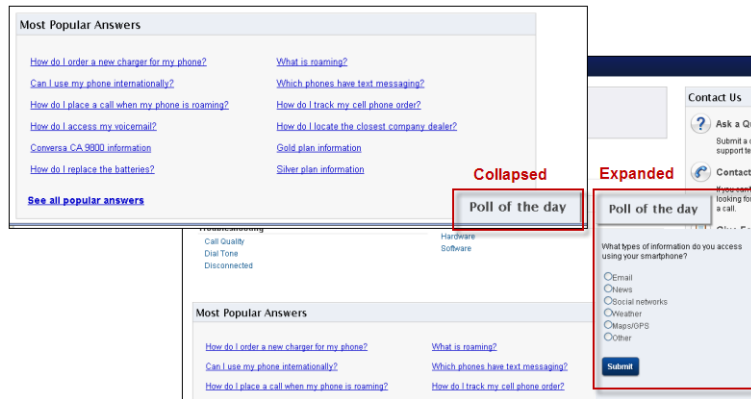 Most Popular Answers
How do I order a new charger for my phone?
What is roaming?
Can I use my phone internationally?
Which phones have text messaging?
How do I place a call when my phone is roaming?
How do I track my cell phone order?
How do I access my voicemail?
How do I locate the closest company dealer?
Conversa CA 9800 information
Gold plan information
How do I replace the batteries?
Silver plan information
See all popular answers
Collapsed
Poll of the day
Expanded
Poll of the day
Contact Us
Ask a
Submit a
support
Contact
looking for
a call.
What types of information do you access
using your smartphone?
Email
News
Social networks
Weather
Maps/GPS
Other
Submit
Troubleshooting
Call Quality
Dial Tone
Disconnected
Hardware
Software
Most Popular Answers
How do I order a new charger for my phone?
What is roaming?
Can I use my phone internationally?
Which phones have text messaging?
How do I place a call when my phone is roaming?
How do I track my cell phone order?